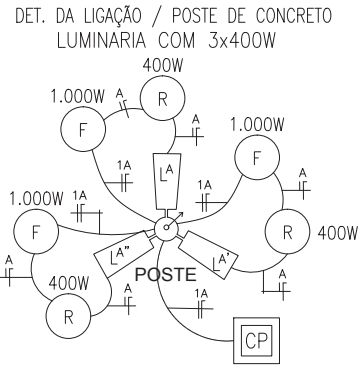 DET. DA LIGAÇÃO / POSTE DE CONCRETO
LUMINARIA COM 3x400W
400W
1.000W
A
R
F
A
1.000W
1A
LA
F
A
1A
1.000W
1A
F
R
400W
A
LA"
POSTE
LA'
A
400W
R
A
1A
CP